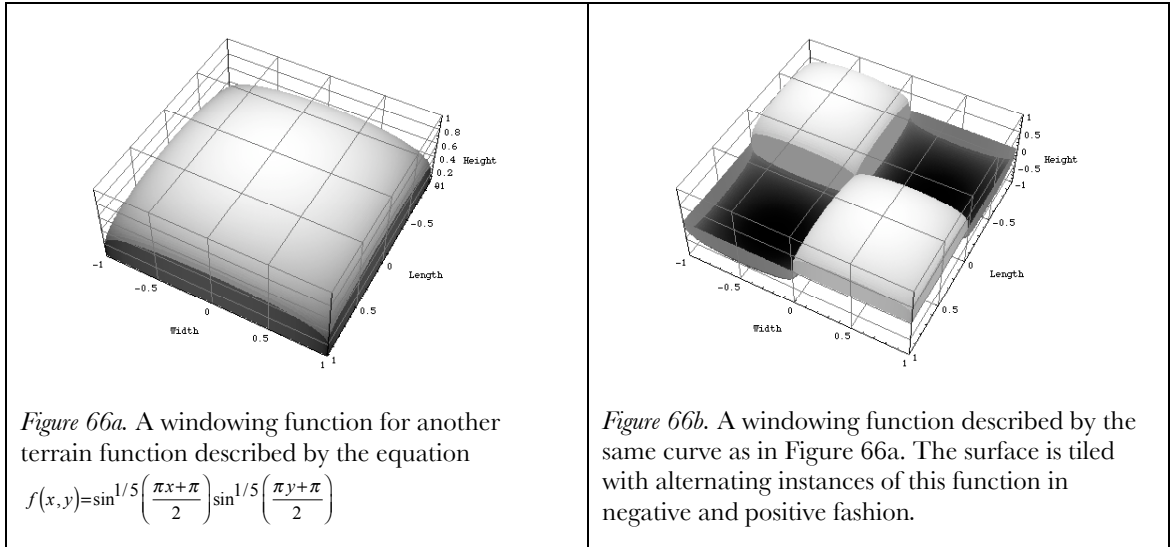 1
0.8
0.6
0.4
0.2
Height
-1
-0.5
0
0.5
1
Length
-1
-0.5
0
0.5
1
Width
Figure 66a. A windowing function for another
terrain function described by the equation
f(x,y)=sin^{1/5}((πx+π)/2)sin^{1/5}((πy+π)/2)
1
0.5
0
-0.5
-1
Height
-1
-0.5
0
0.5
1
Length
-1
-0.5
0
0.5
1
Width
Figure 66b. A windowing function described by the
same curve as in Figure 66a. The surface is tiled
with alternating instances of this function in
negative and positive fashion.